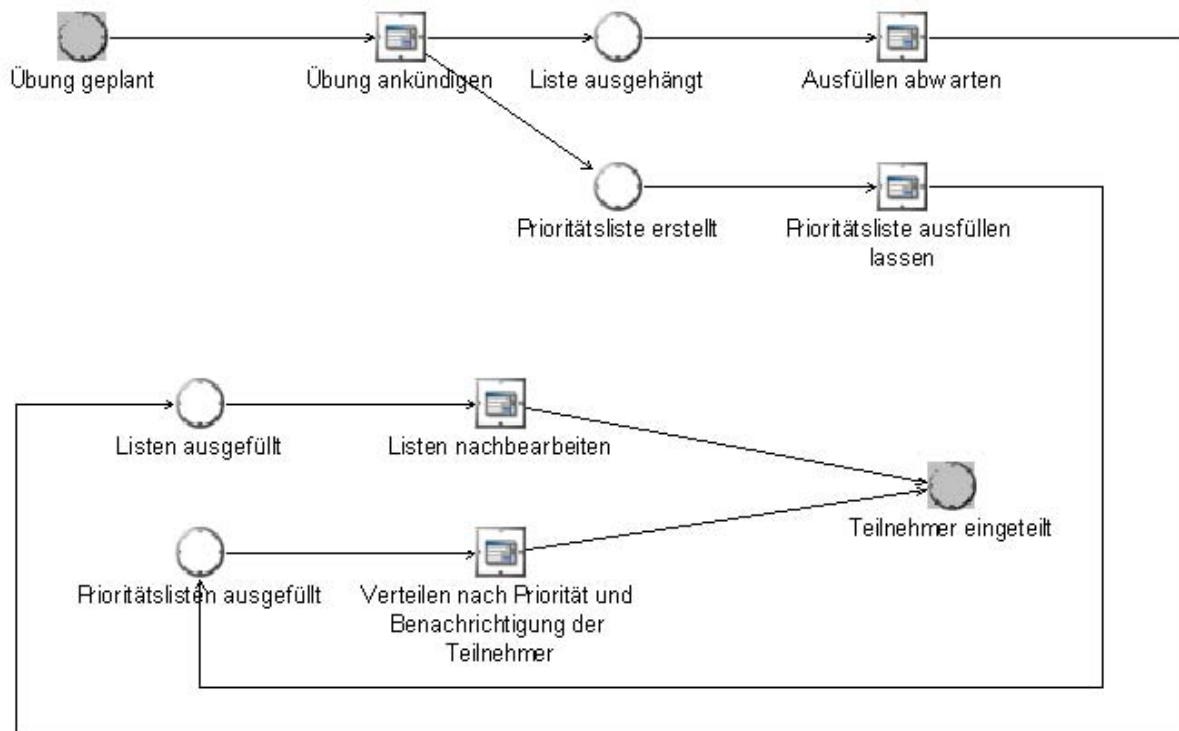 Übung geplant
Übung ankündigen
Liste ausgehängt
Ausfüllen abwarten
Prioritätsliste erstellt
Prioritätsliste ausfüllen
lassen
Listen ausgefüllt
Listen nachbearbeiten
Teilnehmer eingeteilt
Prioritätslisten ausgefüllt
Verteilen nach Priorität und
Benachrichtigung der
Teilnehmer